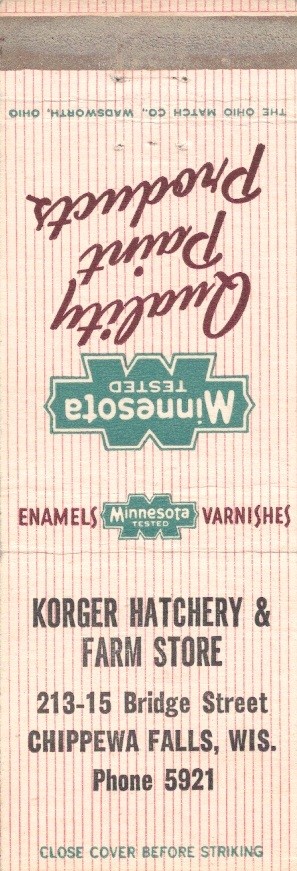 THE OHIO MATCH CO., WADSWORTH, OHIO
Quality
Paint
Products
Minnesota
TESTED
ENAMELS Minnesota TESTED VARNISHES
KORGER HATCHERY &
FARM STORE
213-15 Bridge Street
CHIPPEWA FALLS, WIS.
Phone 5921
CLOSE COVER BEFORE STRIKING